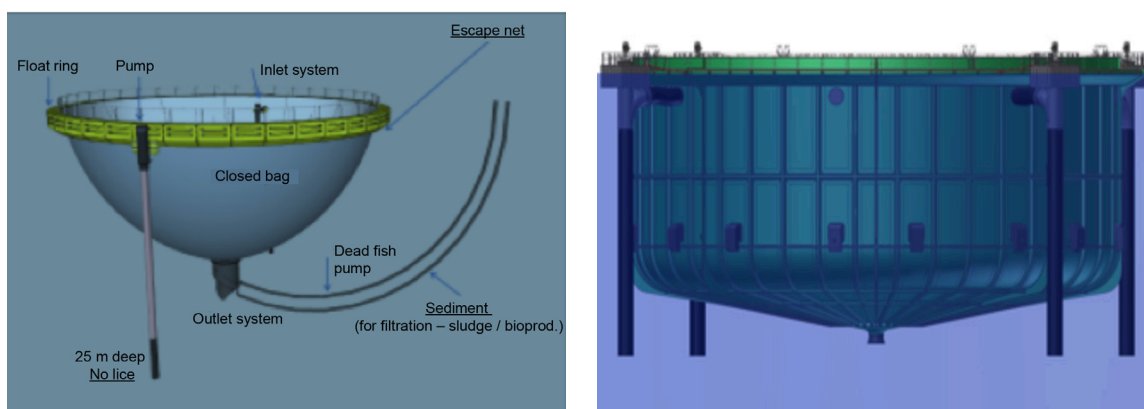 Escape net
Float ring
Pump
Inlet system
Closed bag
Dead fish
pump
Sediment
(for filtration – sludge / bioprod.)
Outlet system
25 m deep
No lice